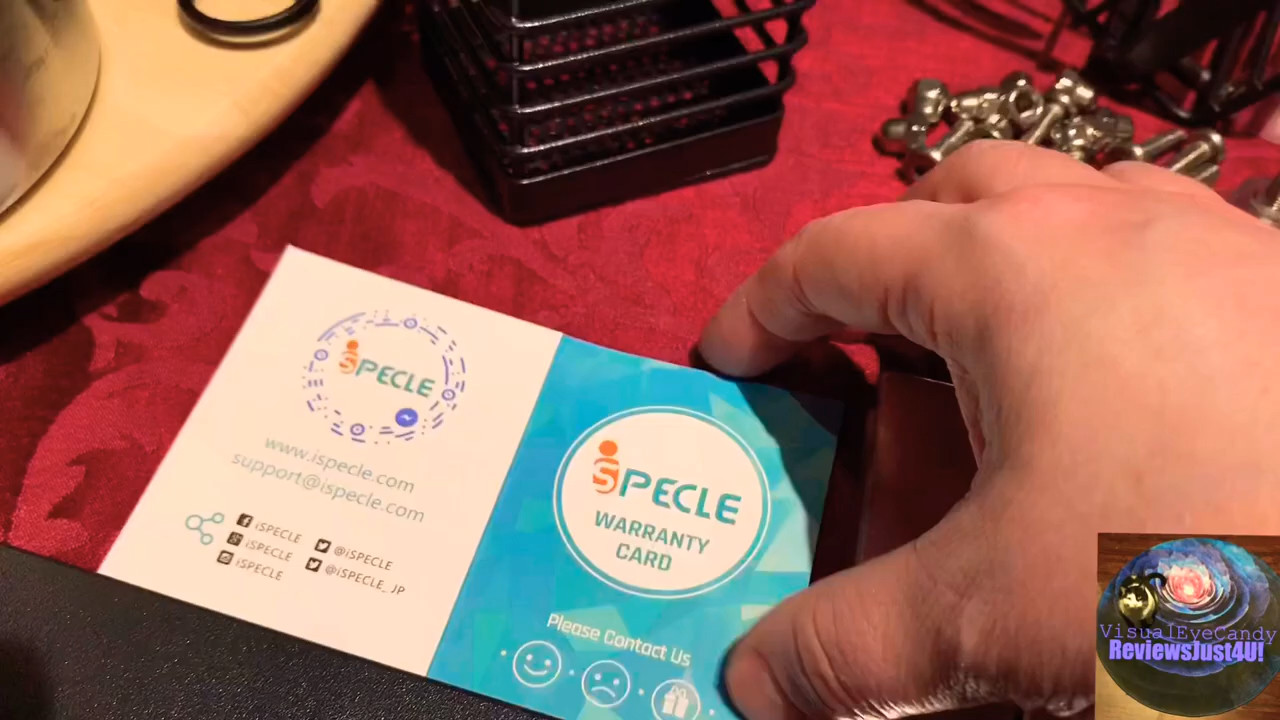 iSPECLE
www.ispecle.com
support@ispecle.com
iSPECLE
iSPECLE
iSPECLE
@iSPECLE
@iSPECLE_JP
iSPECLE
WARRANTY
CARD
Please Contact Us
VisualEyeCandy
ReviewsJust4U!